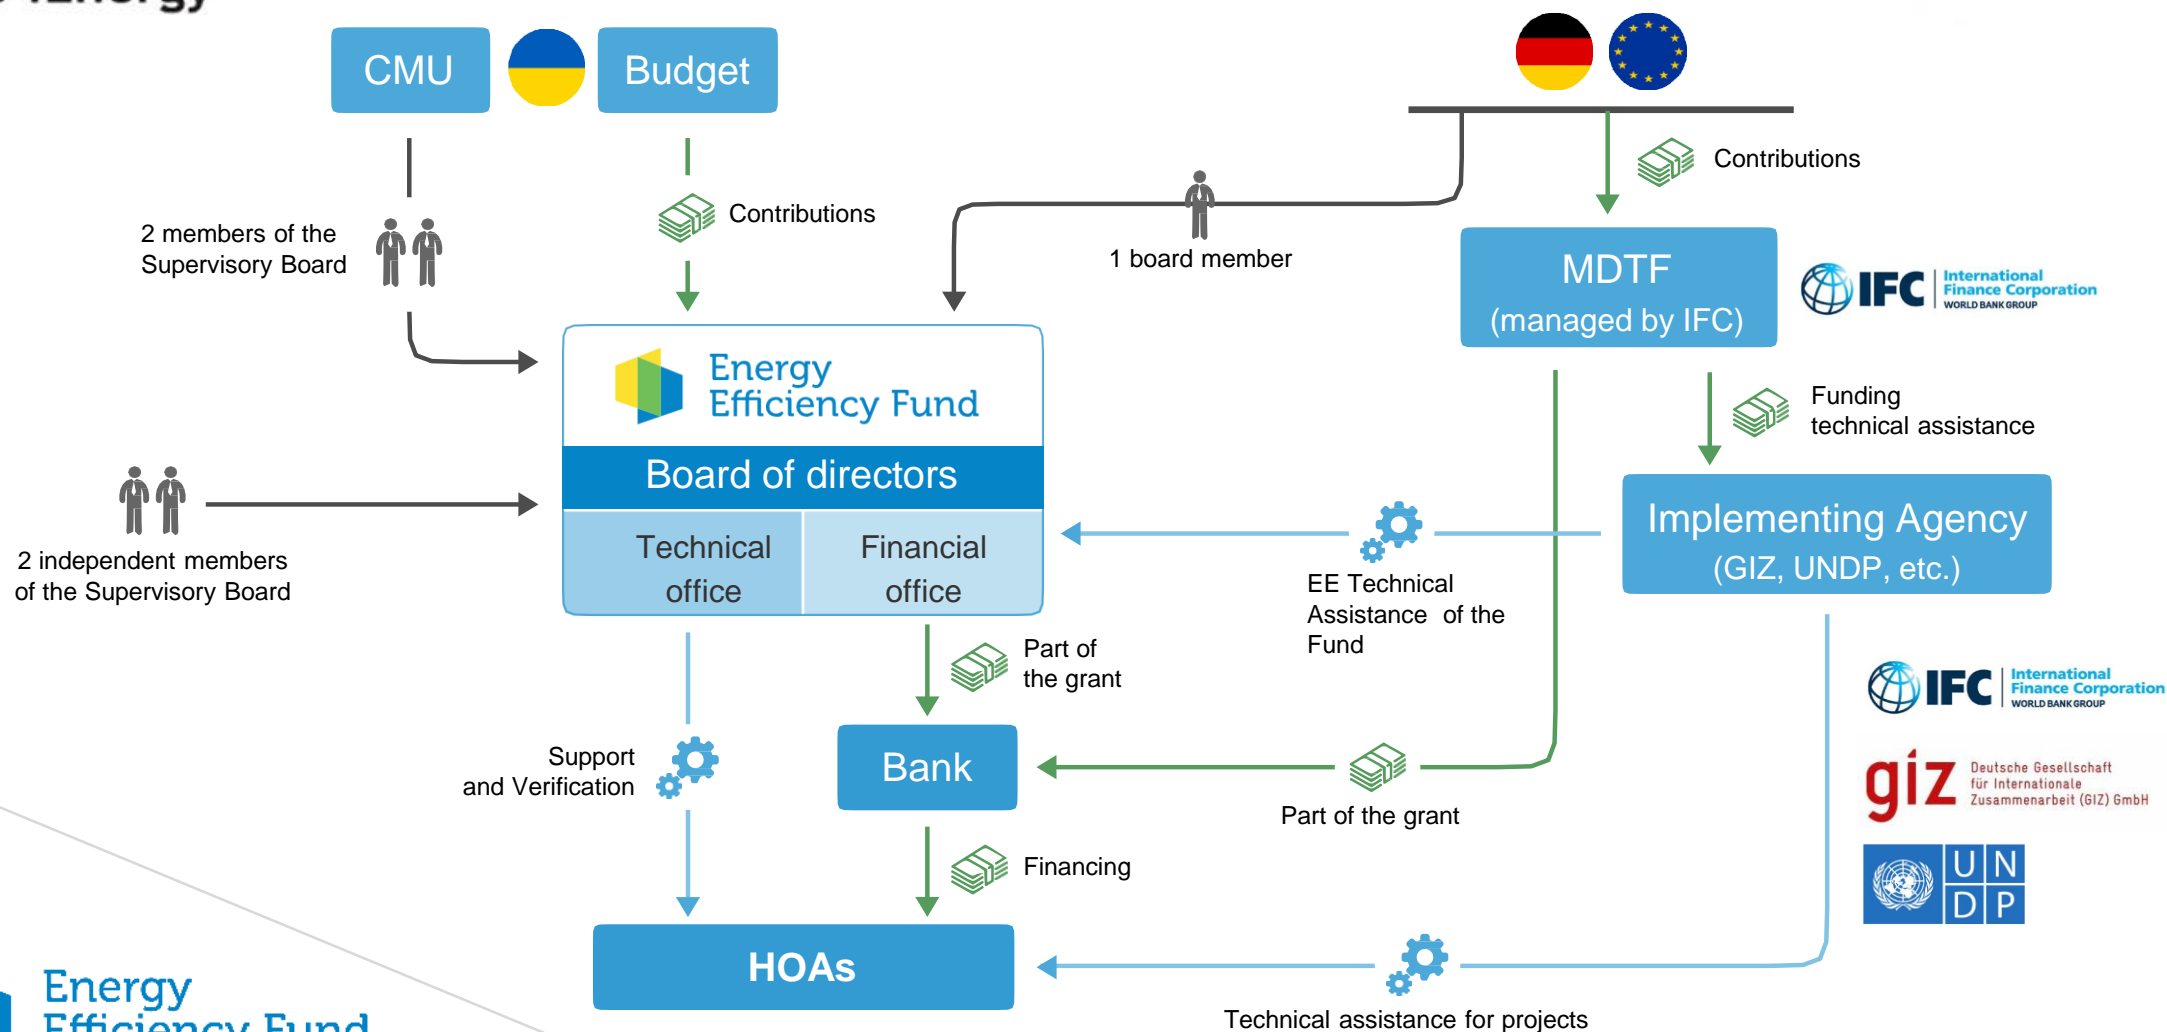 CMU
Budget
Contributions
Contributions
2 members of the
Supervisory Board
1 board member
MDTF
(managed by IFC)
IFC
International
Finance Corporation
WORLD BANK GROUP
Energy
Efficiency Fund
Funding
technical assistance
Board of directors
2 independent members
of the Supervisory Board
Technical
office
Financial
office
Implementing Agency
(GIZ, UNDP, etc.)
EE Technical
Assistance of the
Fund
Part of
the grant
IFC
International
Finance Corporation
WORLD BANK GROUP
Support
and Verification
Bank
Part of the grant
giz
Deutsche Gesellschaft
für Internationale
Zusammenarbeit (GIZ) GmbH
Financing
U N
D P
HOAs
Technical assistance for projects
Energy
Efficiency Fund